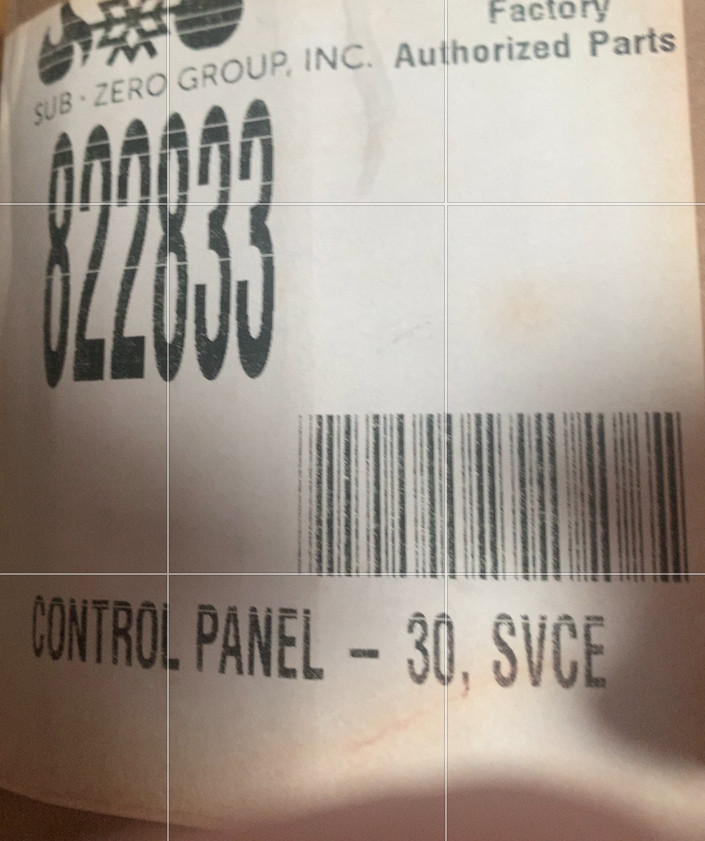 Factory
Authorized Parts
SUB·ZERO GROUP, INC.
822833
CONTROL PANEL – 30, SVCE